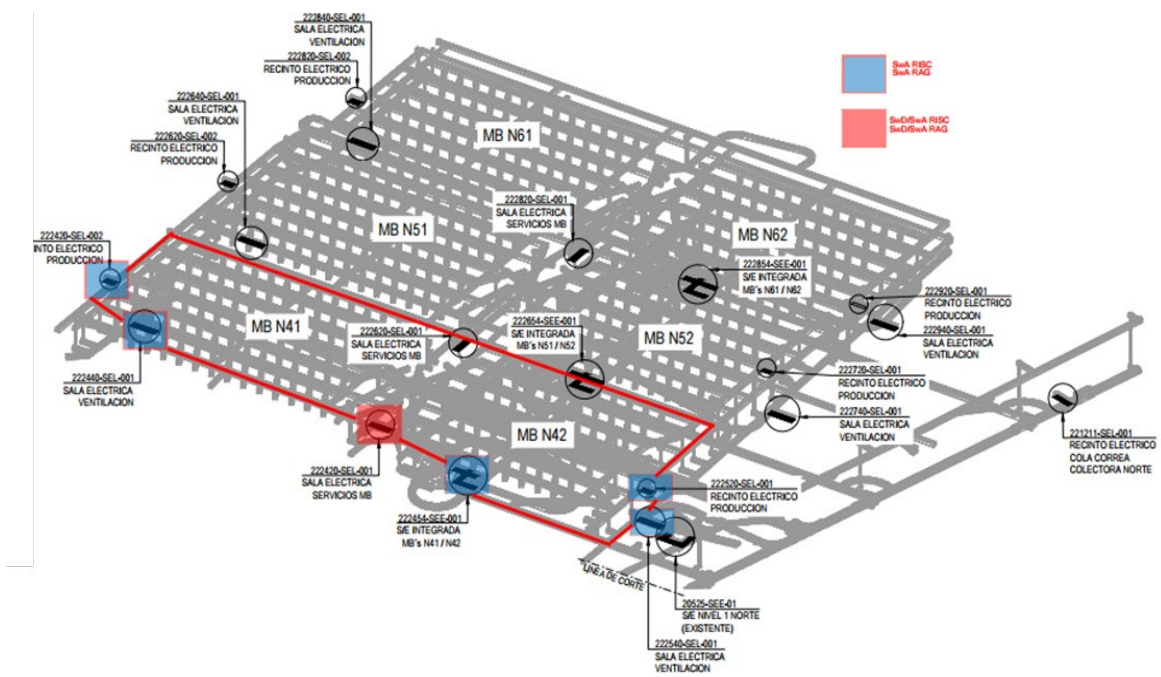 222840-SEL-001
SALA ELECTRICA
VENTILACION
222820-SEL-002
RECINTO ELECTRICO
PRODUCCION
222640-SEL-001
SALA ELECTRICA
VENTILACION
222620-SEL-002
RECINTO ELECTRICO
PRODUCCION
222420-SEL-002
INTO ELECTRICO
PRODUCCION
SwA RISC
SwA RAG
SwD/SwA RISC
SwD/SwA RAG
MB N61
222820-SEL-001
SALA ELECTRICA
SERVICIOS MB
MB N51
MB N62
222854-SEE-001
S/E INTEGRADA
MB's N61 / N62
222920-SEL-001
RECINTO ELECTRICO
PRODUCCION
222940-SEL-001
SALA ELECTRICA
VENTILACION
MB N41
222620-SEL-001
SALA ELECTRICA
SERVICIOS MB
222654-SEE-001
S/E INTEGRADA
MB's N51 / N52
MB N52
222720-SEL-001
RECINTO ELECTRICO
PRODUCCION
222740-SEL-001
SALA ELECTRICA
VENTILACION
222440-SEL-001
SALA ELECTRICA
VENTILACION
221211-SEL-001
RECINTO ELECTRICO
COLA CORREA
COLECTORA NORTE
MB N42
222420-SEL-001
SALA ELECTRICA
SERVICIOS MB
222454-SEE-001
S/E INTEGRADA
MB's N41 / N42
222520-SEL-001
RECINTO ELECTRICO
PRODUCCION
LINEA DE CORTE
20525-SEE-01
S/E NIVEL 1 NORTE
(EXISTENTE)
222540-SEL-001
SALA ELECTRICA
VENTILACION